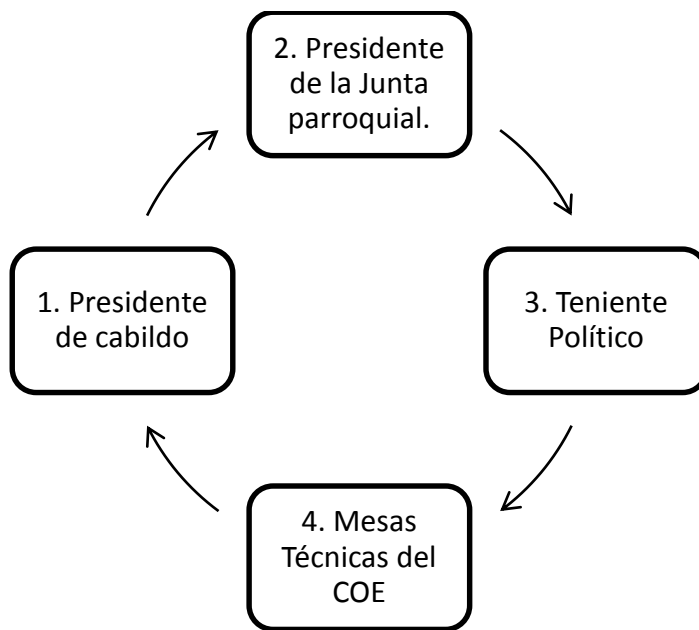 2. Presidente
de la Junta
parroquial.
1. Presidente
de cabildo
3. Teniente
Político
4. Mesas
Técnicas del
COE